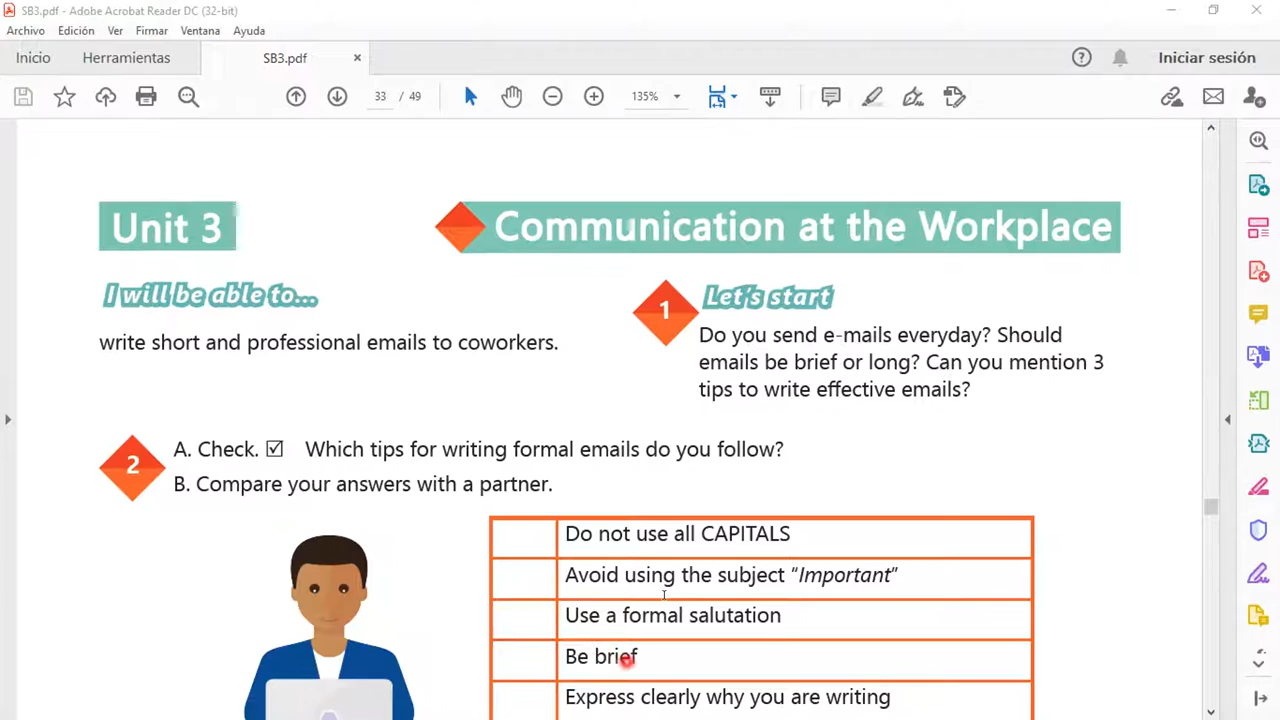 SB3.pdf - Adobe Acrobat Reader DC (32-bit)
Archivo Edición Ver Firmar Ventana Ayuda
Inicio Herramientas SB3.pdf × Iniciar sesión
33 / 49 135%
Unit 3
Communication at the Workplace
I will be able to...
write short and professional emails to coworkers.
1
Let's start
Do you send e-mails everyday? Should
emails be brief or long? Can you mention 3
tips to write effective emails?
2
A. Check. ☑ Which tips for writing formal emails do you follow?
B. Compare your answers with a partner.
Do not use all CAPITALS
Avoid using the subject “Important”
Use a formal salutation
Be brief
Express clearly why you are writing